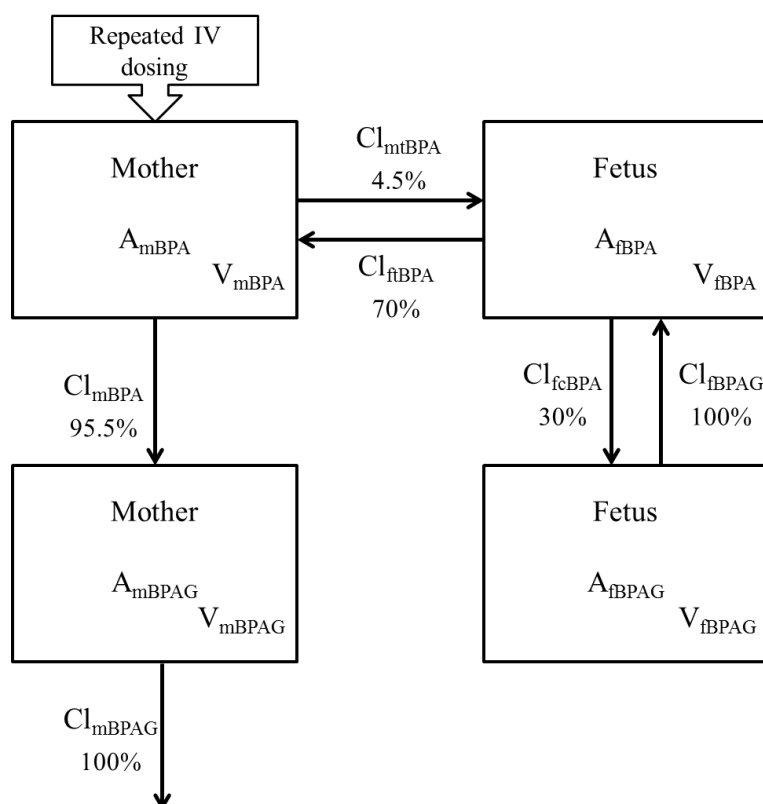 Repeated IV
dosing
Mother
A_mBPA
V_mBPA
Cl_mtBPA
4.5%
Cl_ftBPA
70%
Fetus
A_fBPA
V_fBPA
Cl_mBPA
95.5%
Cl_fcBPA
30%
Cl_fBPAG
100%
Mother
A_mBPAG
V_mBPAG
Fetus
A_fBPAG
V_fBPAG
Cl_mBPAG
100%